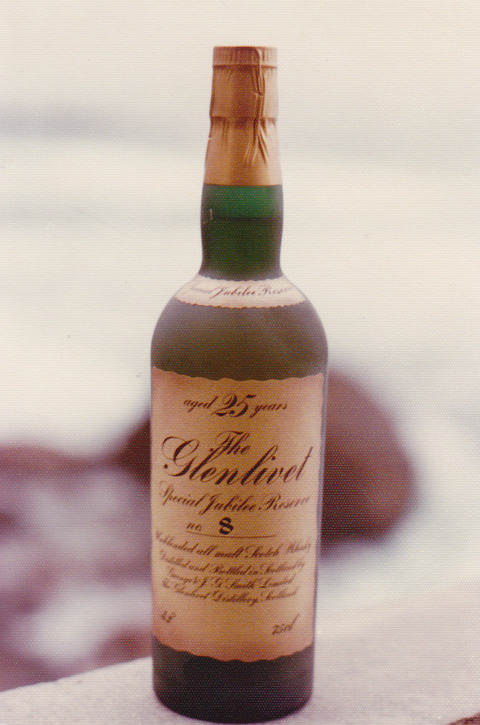 Jubilee Reserve
aged 25 years
The
Glenlivet
Special Jubilee Reserve
no 8
Unblended all malt Scotch Whisky
Distilled and Bottled in Scotland by
George & J. G. Smith Limited
The Glenlivet Distillery, Scotland
75cl